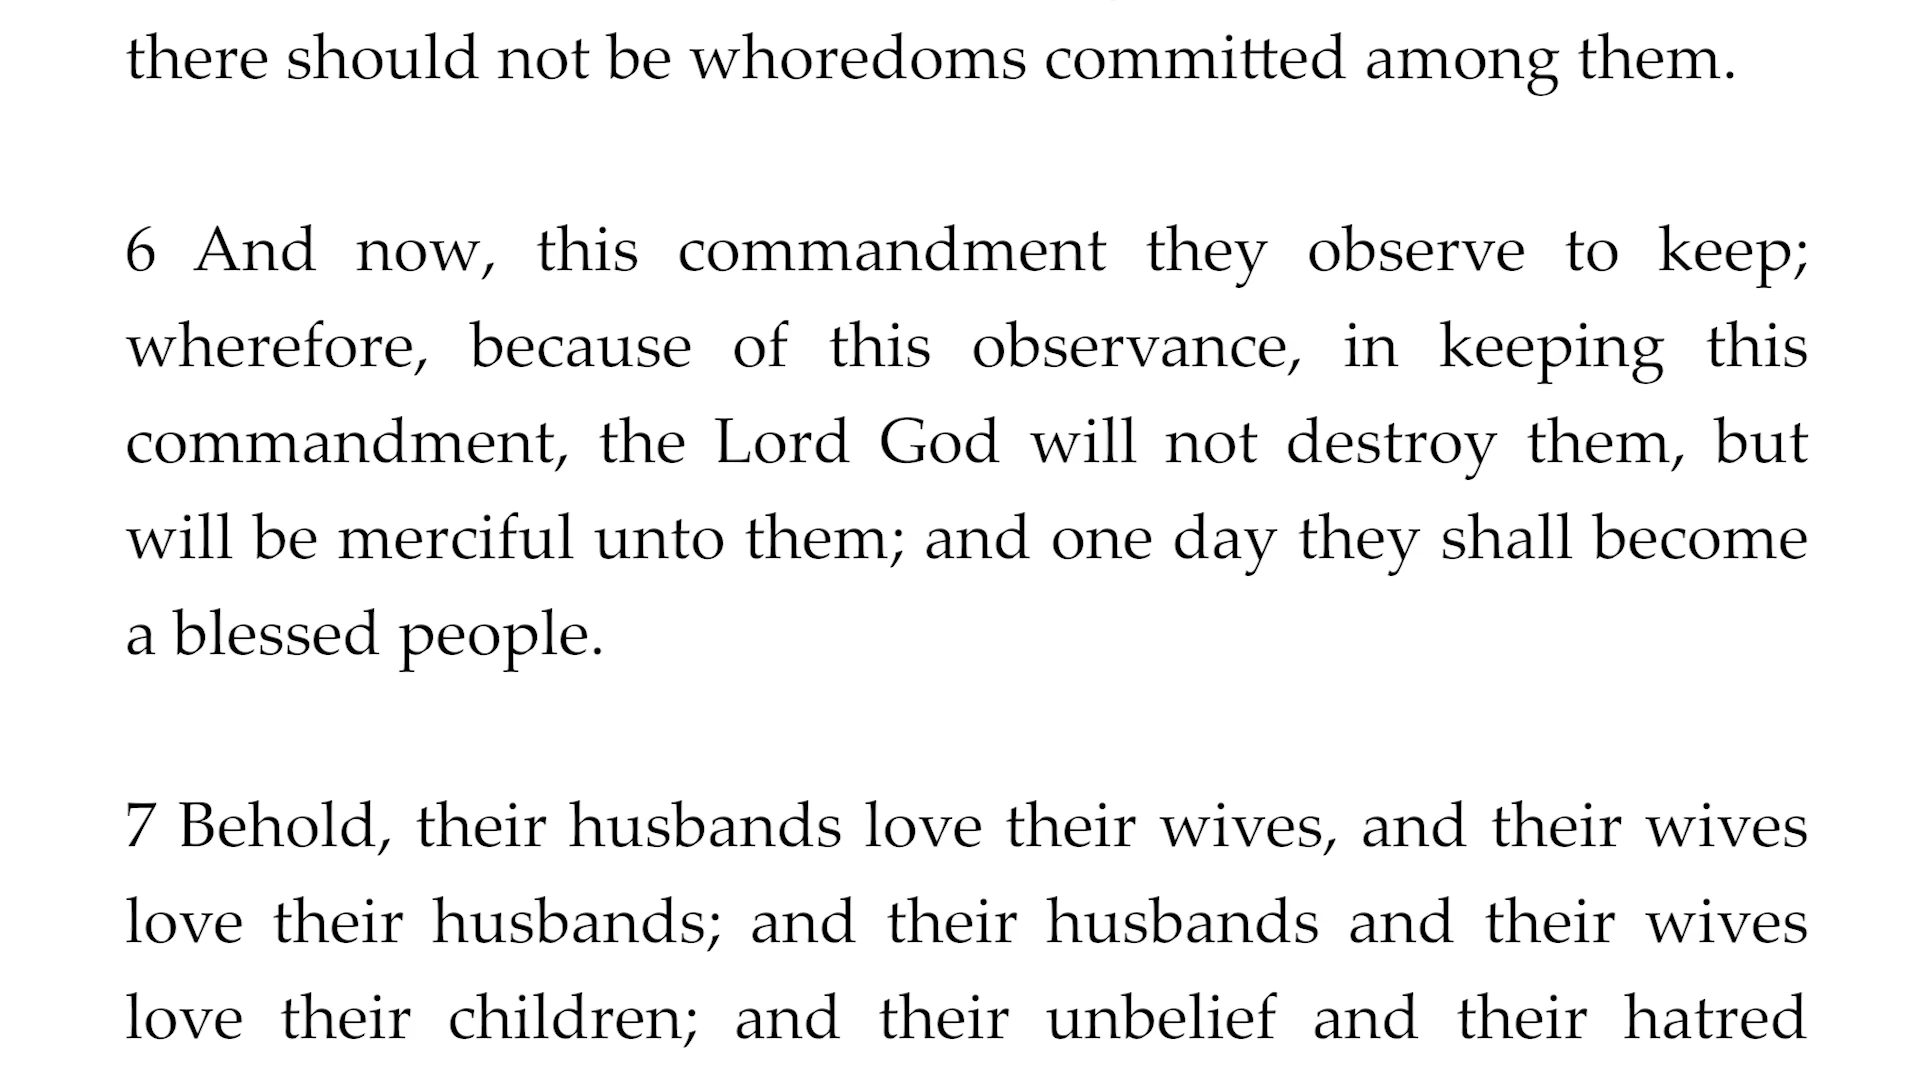 there should not be whoredoms committed among them.
6 And now, this commandment they observe to keep;
wherefore, because of this observance, in keeping this
commandment, the Lord God will not destroy them, but
will be merciful unto them; and one day they shall become
a blessed people.
7 Behold, their husbands love their wives, and their wives
love their husbands; and their husbands and their wives
love their children; and their unbelief and their hatred